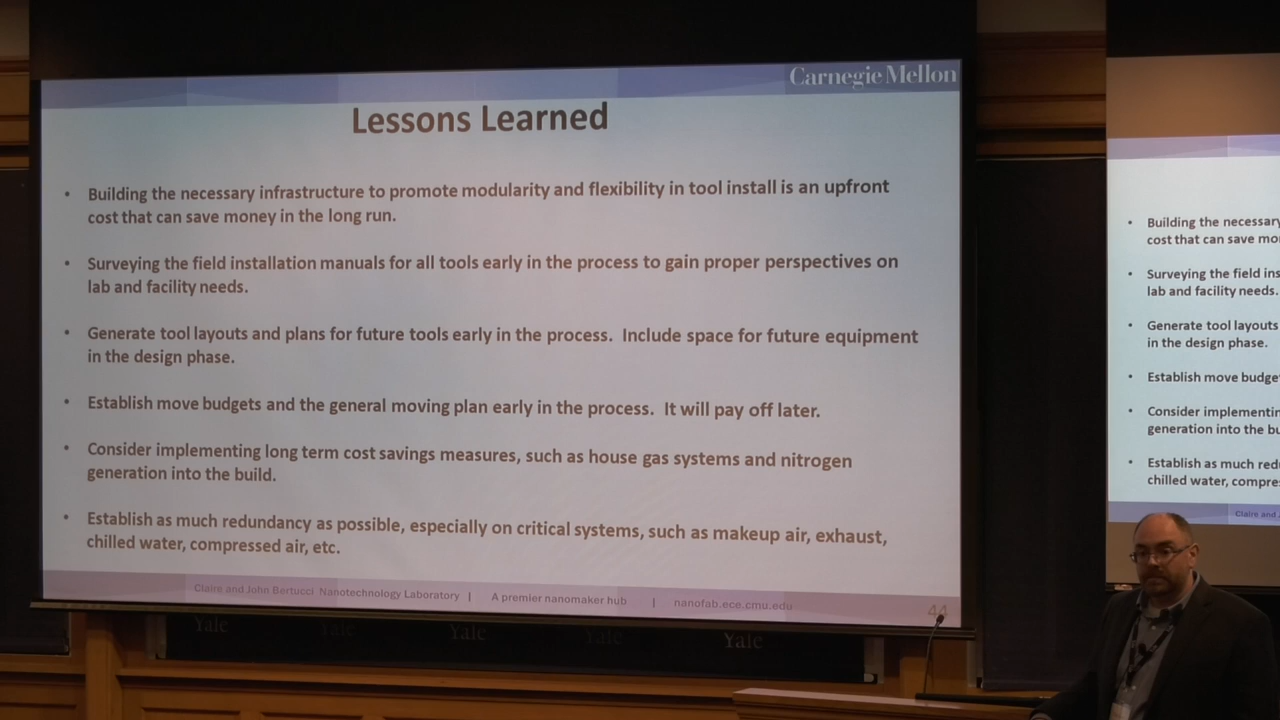 Carnegie Mellon
Lessons Learned
• Building the necessary infrastructure to promote modularity and flexibility in tool install is an upfront
cost that can save money in the long run.
• Surveying the field installation manuals for all tools early in the process to gain proper perspectives on
lab and facility needs.
• Generate tool layouts and plans for future tools early in the process. Include space for future equipment
in the design phase.
• Establish move budgets and the general moving plan early in the process. It will pay off later.
• Consider implementing long term cost savings measures, such as house gas systems and nitrogen
generation into the build.
• Establish as much redundancy as possible, especially on critical systems, such as makeup air, exhaust,
chilled water, compressed air, etc.
Claire and John Bertucci Nanotechnology Laboratory | A premier nanomaker hub | nanofab.ece.cmu.edu
44
Yale Yale Yale Yale Yale
• Building the necessary
cost that can save
• Surveying the field
lab and facility needs.
• Generate tool layouts
in the design phase.
• Establish move
• Consider
generation into the
• Establish as much
chilled water,
Claire and